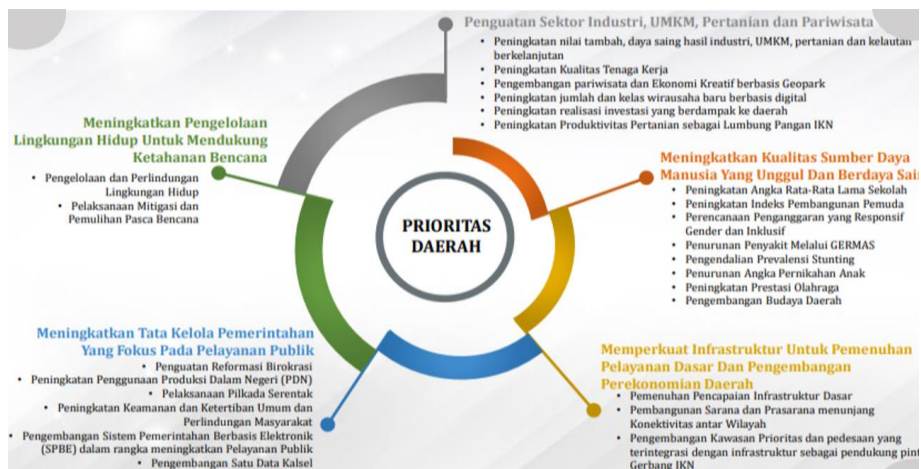 Penguatan Sektor Industri, UMKM, Pertanian dan Pariwisata
• Peningkatan nilai tambah, daya saing hasil industri, UMKM, pertanian dan kelautan
berkelanjutan
• Peningkatan Kualitas Tenaga Kerja
• Pengembangan pariwisata dan Ekonomi Kreatif berbasis Geopark
• Peningkatan jumlah dan kelas wirausaha baru berbasis digital
• Peningkatan realisasi investasi yang berdampak ke daerah
• Peningkatan Produktivitas Pertanian sebagai Lumbung Pangan IKN
Meningkatkan Kualitas Sumber Daya
Manusia Yang Unggul Dan Berdaya
• Peningkatan Angka Rata-Rata Lama Sekolah
• Peningkatan Indeks Pembangunan Pemuda
• Perencanaan Penganggaran yang Responsif
Gender dan Inklusif
• Penurunan Penyakit Melalui GERMAS
• Pengendalian Prevalensi Stunting
• Penurunan Angka Pernikahan Anak
• Peningkatan Prestasi Olahraga
• Pengembangan Budaya Daerah
Memperkuat Infrastruktur Untuk Pemenuhan
Pelayanan Dasar Dan Pengembangan
Perekonomian Daerah
• Pemenuhan Pencapaian Infrastruktur Dasar
• Pembangunan Sarana dan Prasarana menunjang
Konektivitas antar Wilayah
• Pengembangan Kawasan Prioritas dan pedesaan yang
terintegrasi dengan infrastruktur sebagai pendukung
Gerbang IKN
Meningkatkan Tata Kelola Pemerintahan
Yang Fokus Pada Pelayanan Publik
• Penguatan Reformasi Birokrasi
• Peningkatan Penggunaan Produksi Dalam Negeri (PDN)
• Pelaksanaan Pilkada Serentak
• Peningkatan Keamanan dan Ketertiban Umum dan
Perlindungan Masyarakat
• Pengembangan Sistem Pemerintahan Berbasis Elektronik
(SPBE) dalam rangka meningkatkan Pelayanan Publik
• Pengembangan Satu Data Kalsel
Meningkatkan Pengelolaan
Lingkungan Hidup Untuk Mendukung
Ketahanan Bencana
• Pengelolaan dan Perlindungan
Lingkungan Hidup
• Pelaksanaan Mitigasi dan
Pemulihan Pasca Bencana
PRIORITAS
DAERAH